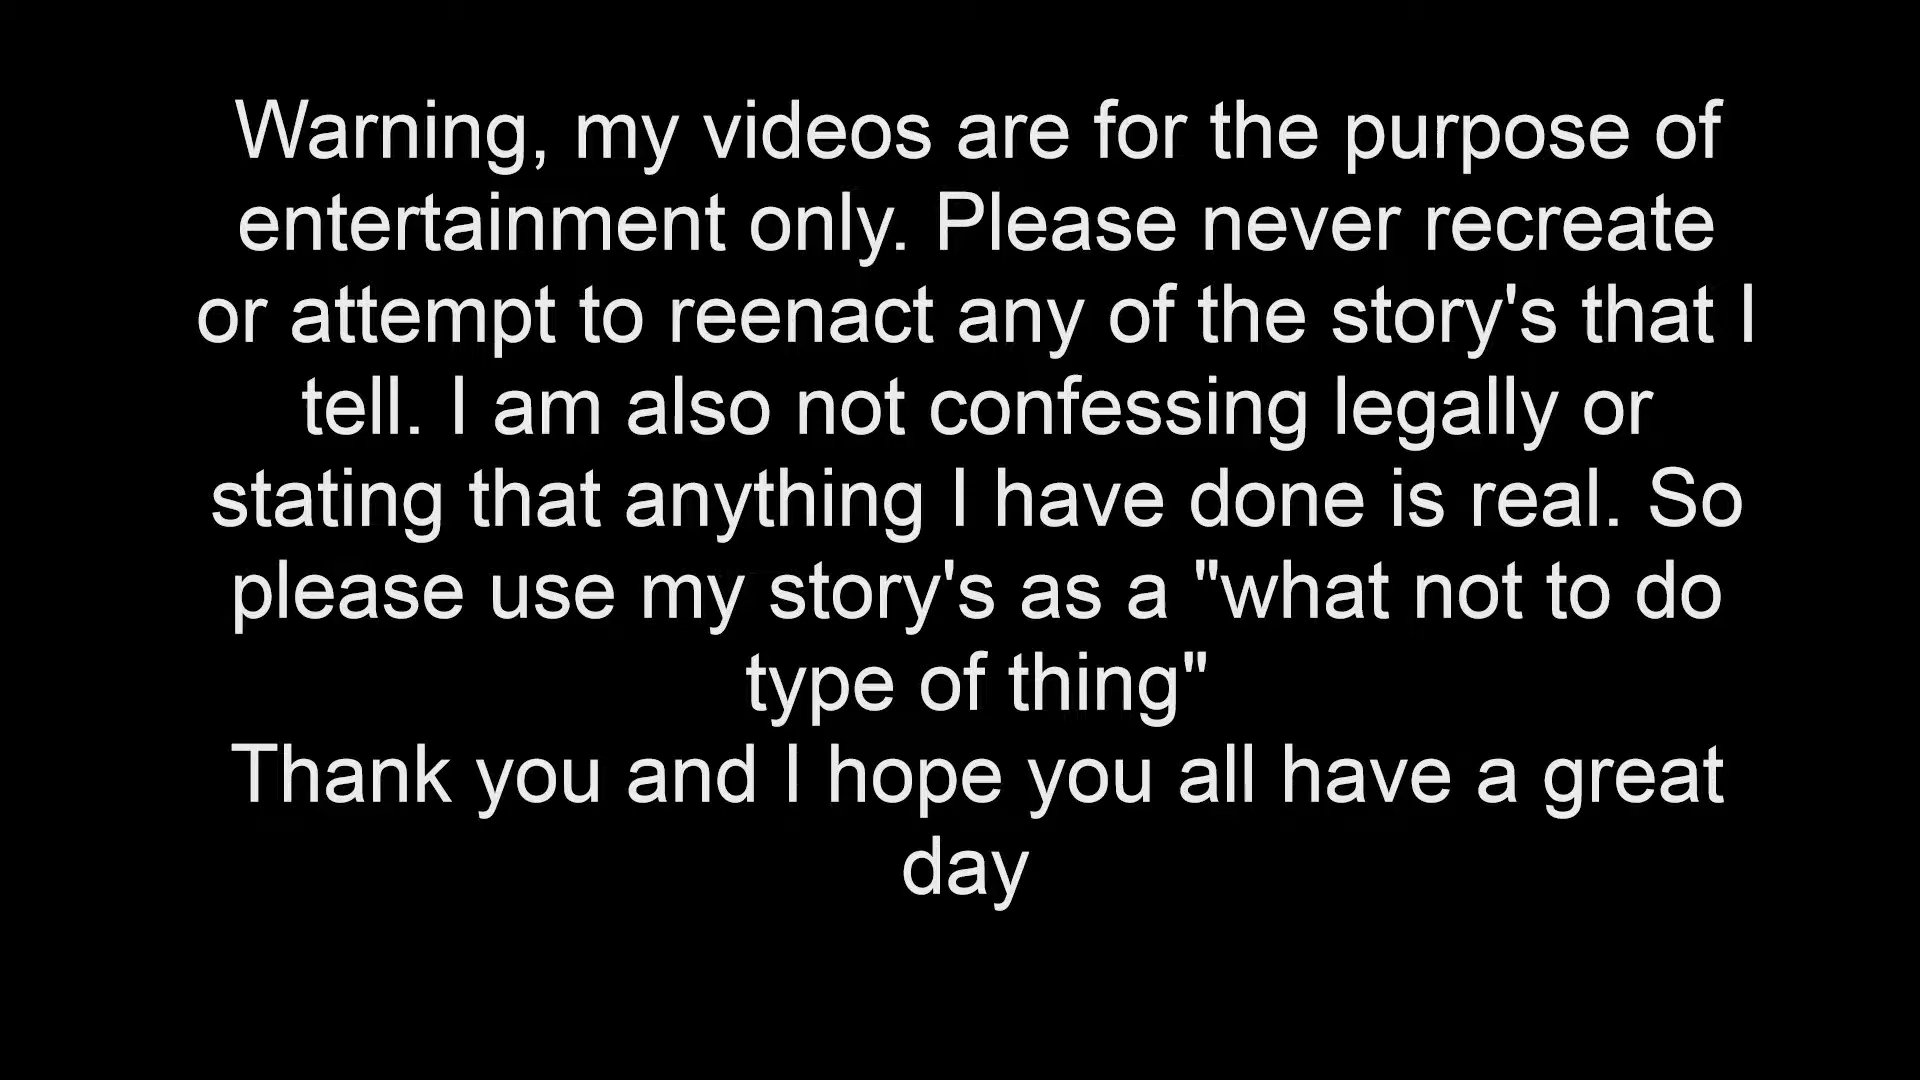 Warning, my videos are for the purpose of
entertainment only. Please never recreate
or attempt to reenact any of the story's that I
tell. I am also not confessing legally or
stating that anything I have done is real. So
please use my story's as a "what not to do
type of thing"
Thank you and I hope you all have a great
day